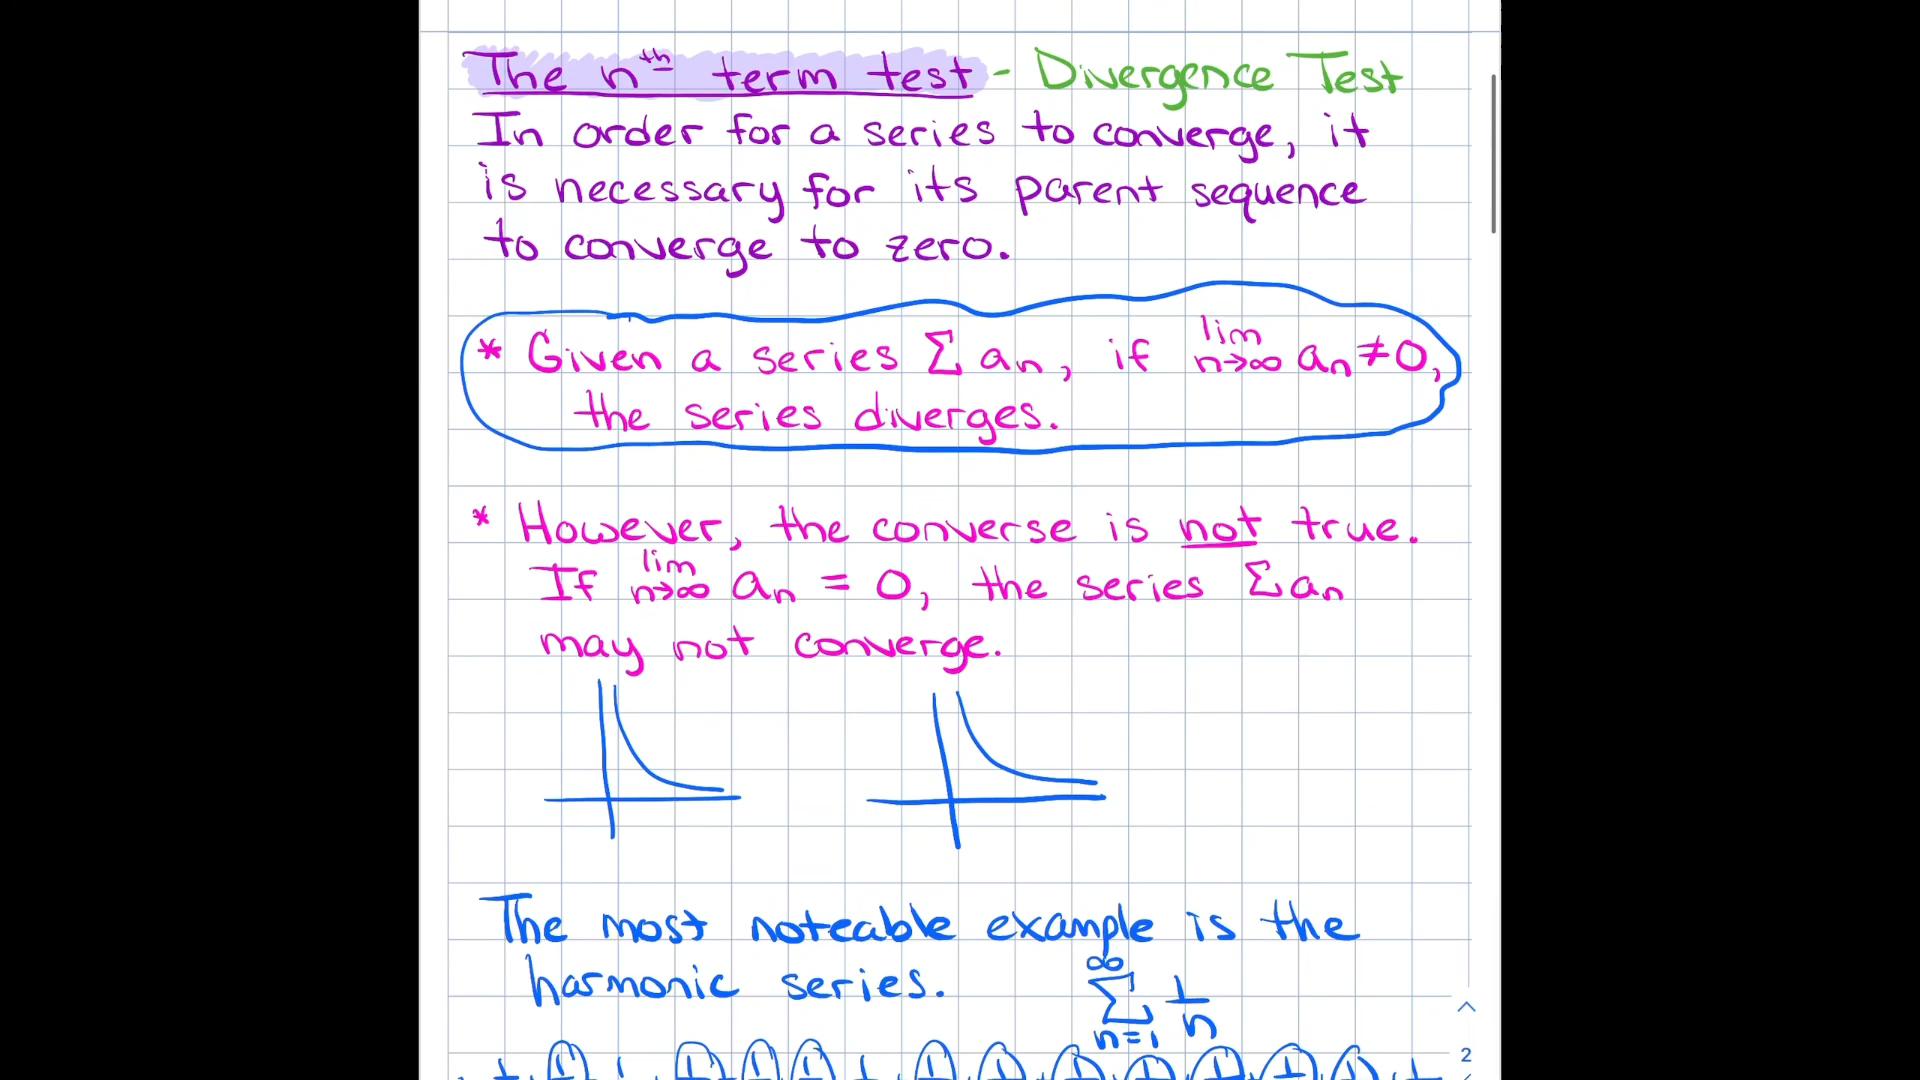 The nth term test - Divergence Test
In order for a series to converge, it
is necessary for its parent sequence
to converge to zero.
* Given a series Σ an, if lim n→∞ an ≠ 0,
the series diverges.
* However, the converse is not true.
If lim n→∞ an = 0, the series Σ an
may not converge.
The most noteable example is the
harmonic series. ∞ Σ n=1 1/n
2